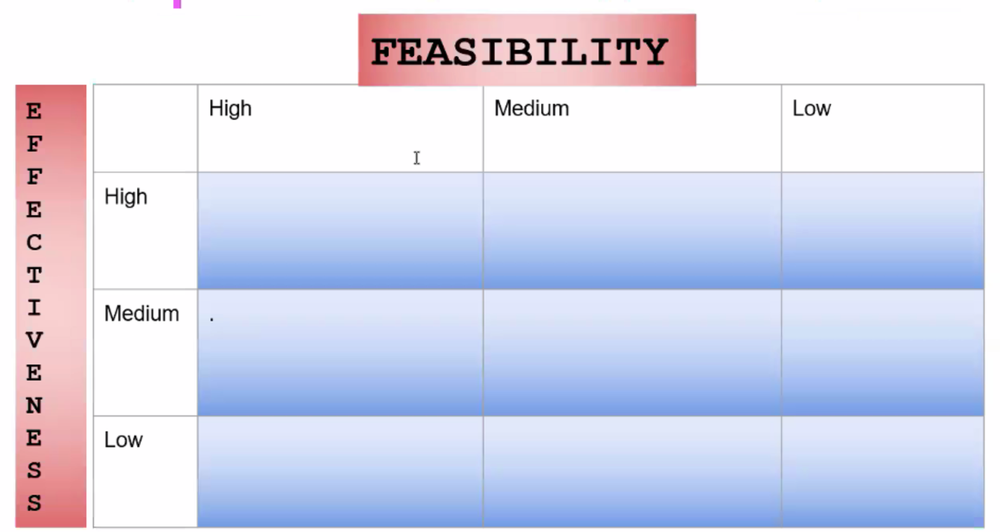 FEASIBILITY
EFFECTIVENESS
High
Medium
Low
High
Medium
.
Low